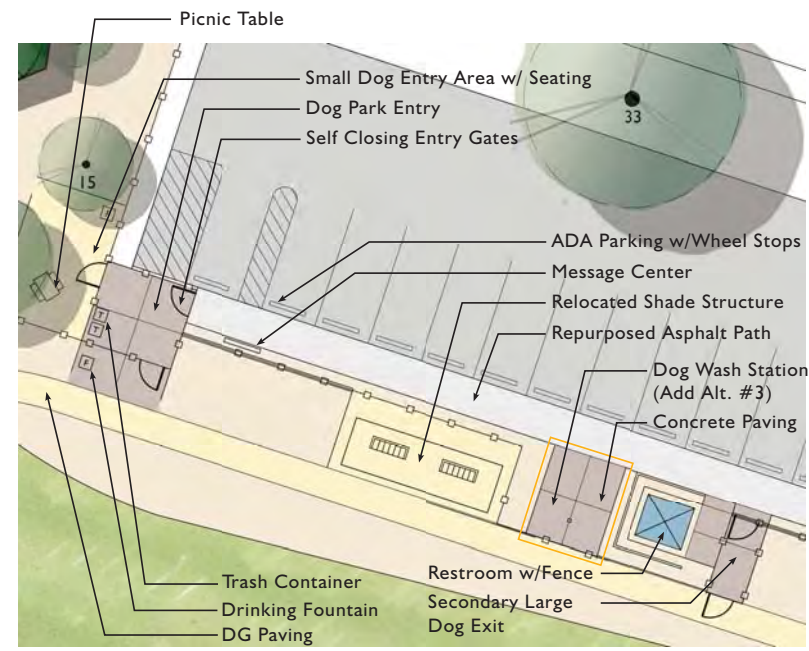 Picnic Table
Small Dog Entry Area w/ Seating
Dog Park Entry
Self Closing Entry Gates
33
15
ADA Parking w/Wheel Stops
Message Center
Relocated Shade Structure
Repurposed Asphalt Path
Dog Wash Station
(Add Alt. #3)
Concrete Paving
T
T
F
Trash Container
Drinking Fountain
DG Paving
Restroom w/Fence
Secondary Large
Dog Exit